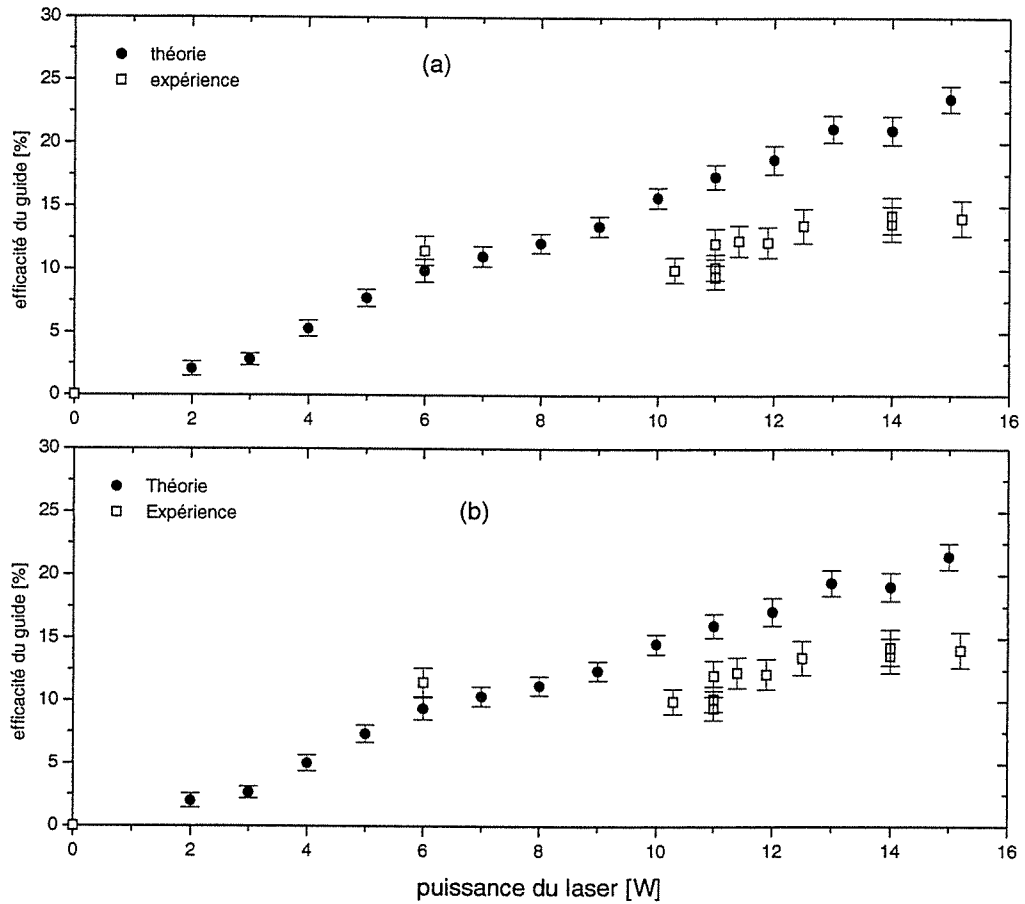 30
25
20
15
10
5
0
efficacité du guide [%]
théorie
expérience
(a)
0 2 4 6 8 10 12 14 16
30
25
20
15
10
5
0
efficacité du guide [%]
Théorie
Expérience
(b)
0 2 4 6 8 10 12 14 16
puissance du laser [W]